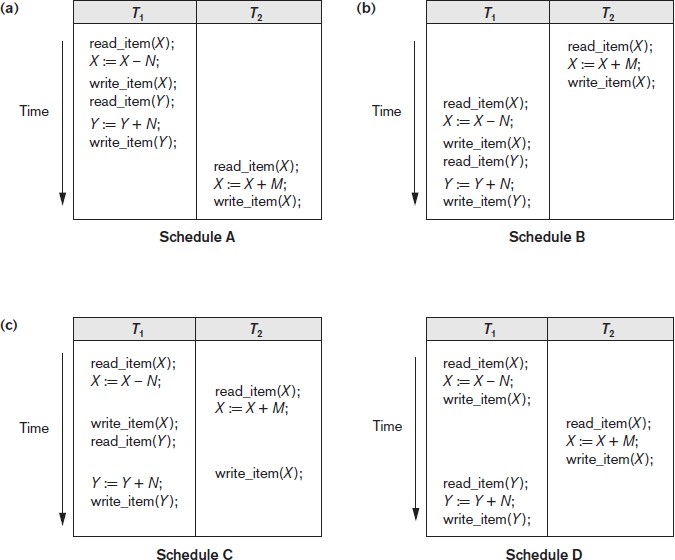 (a)
T1
T2
Time
read_item(X);
X := X – N;
write_item(X);
read_item(Y);
Y := Y + N;
write_item(Y);
read_item(X);
X := X + M;
write_item(X);
Schedule A
(b)
T1
T2
Time
read_item(X);
X := X + M;
write_item(X);
read_item(X);
X := X – N;
write_item(X);
read_item(Y);
Y := Y + N;
write_item(Y);
Schedule B
(c)
T1
T2
Time
read_item(X);
X := X – N;
read_item(X);
X := X + M;
write_item(X);
read_item(Y);
write_item(X);
Y := Y + N;
write_item(Y);
Schedule C
T1
T2
Time
read_item(X);
X := X – N;
write_item(X);
read_item(X);
X := X + M;
write_item(X);
read_item(Y);
Y := Y + N;
write_item(Y);
Schedule D